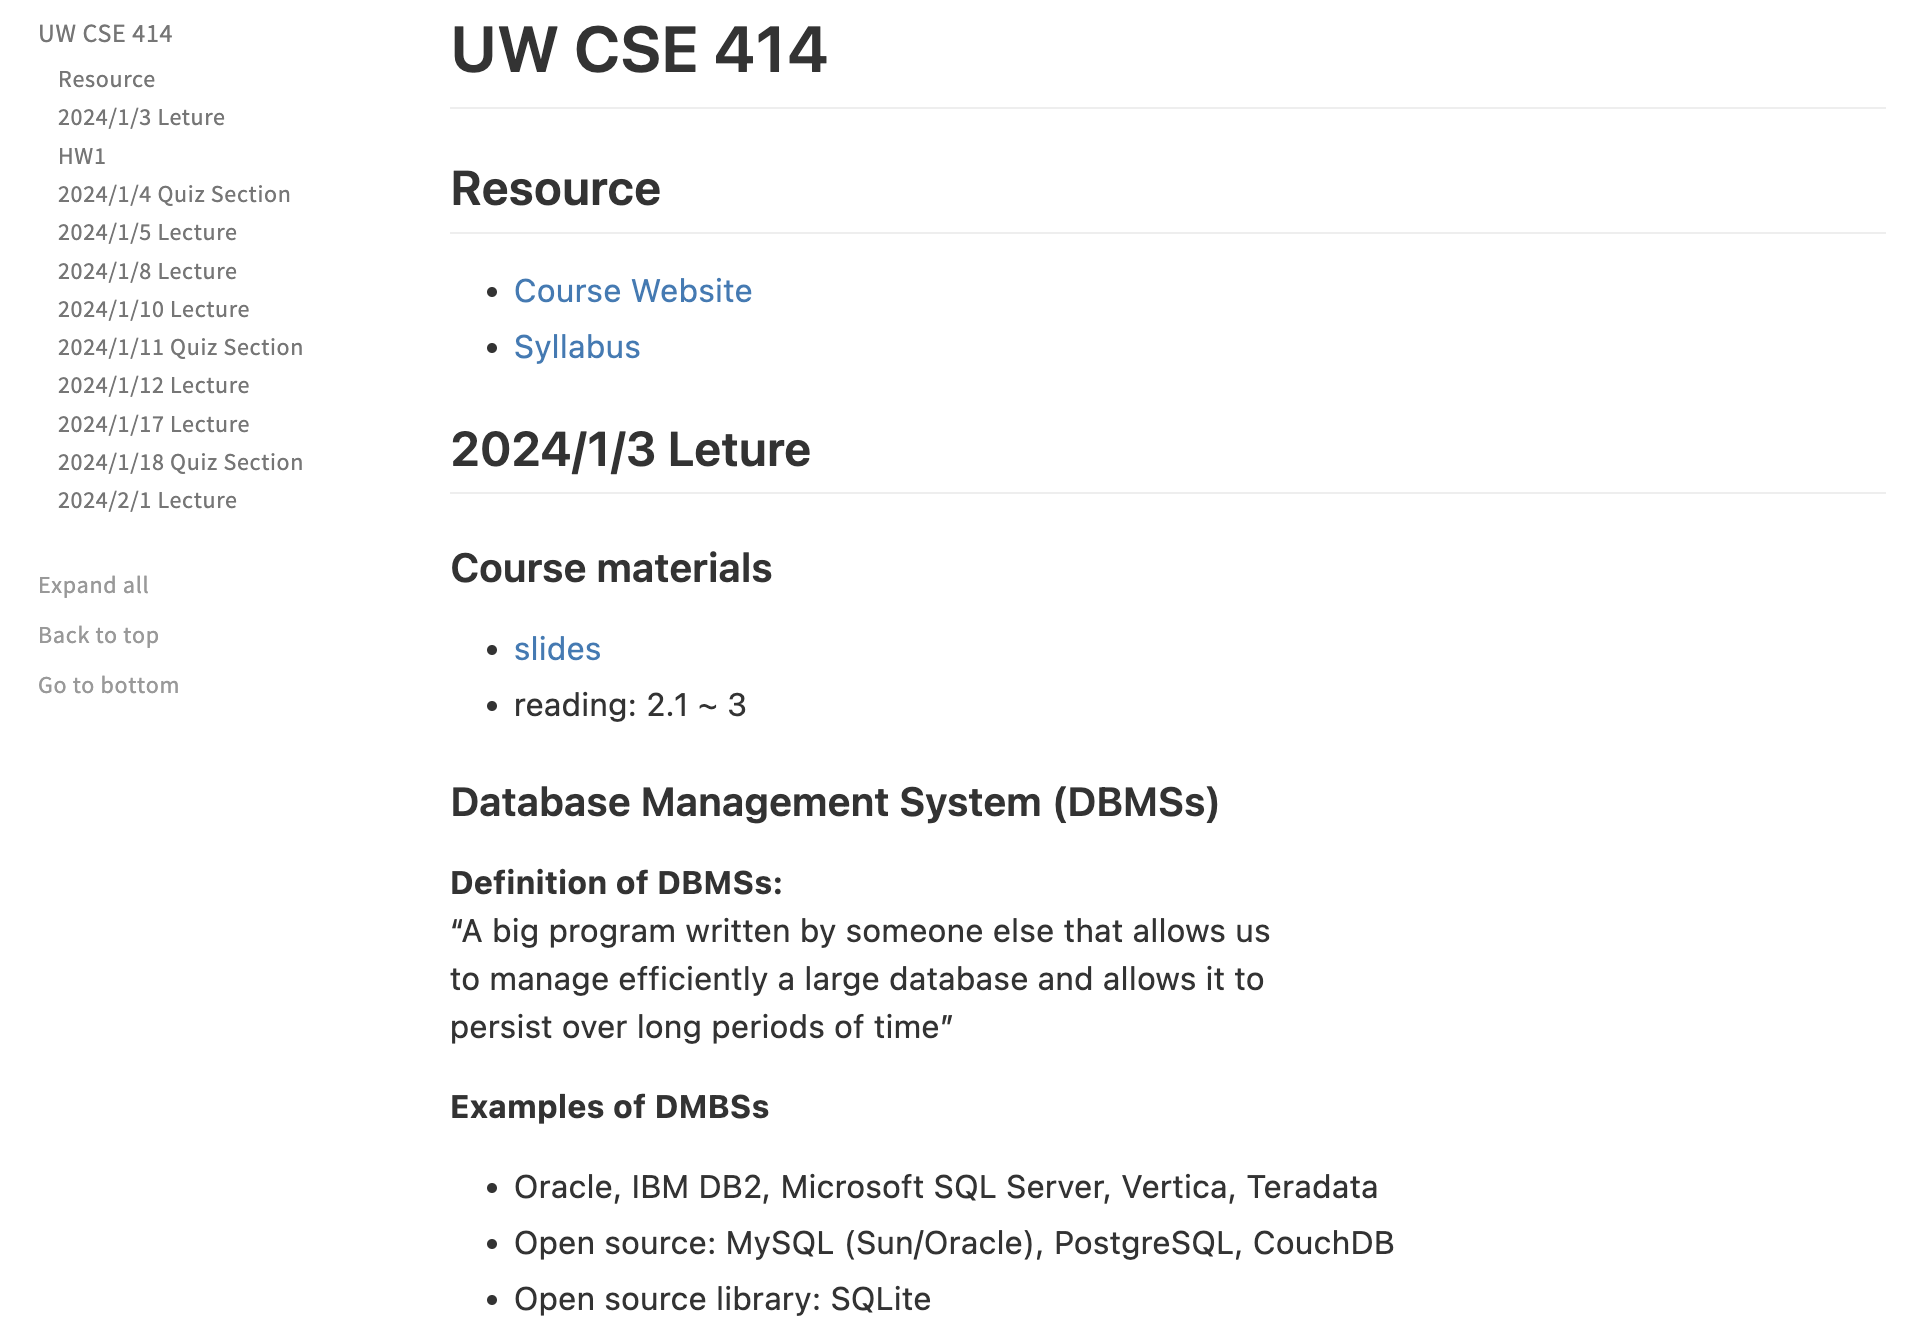 UW CSE 414
Resource
2024/1/3 Leture
HW1
2024/1/4 Quiz Section
2024/1/5 Lecture
2024/1/8 Lecture
2024/1/10 Lecture
2024/1/11 Quiz Section
2024/1/12 Lecture
2024/1/17 Lecture
2024/1/18 Quiz Section
2024/2/1 Lecture
Expand all
Back to top
Go to bottom
UW CSE 414
Resource
• Course Website
• Syllabus
2024/1/3 Leture
Course materials
• slides
• reading: 2.1 ~ 3
Database Management System (DBMSs)
Definition of DBMSs:
“A big program written by someone else that allows us
to manage efficiently a large database and allows it to
persist over long periods of time”
Examples of DMBSs
• Oracle, IBM DB2, Microsoft SQL Server, Vertica, Teradata
• Open source: MySQL (Sun/Oracle), PostgreSQL, CouchDB
• Open source library: SQLite